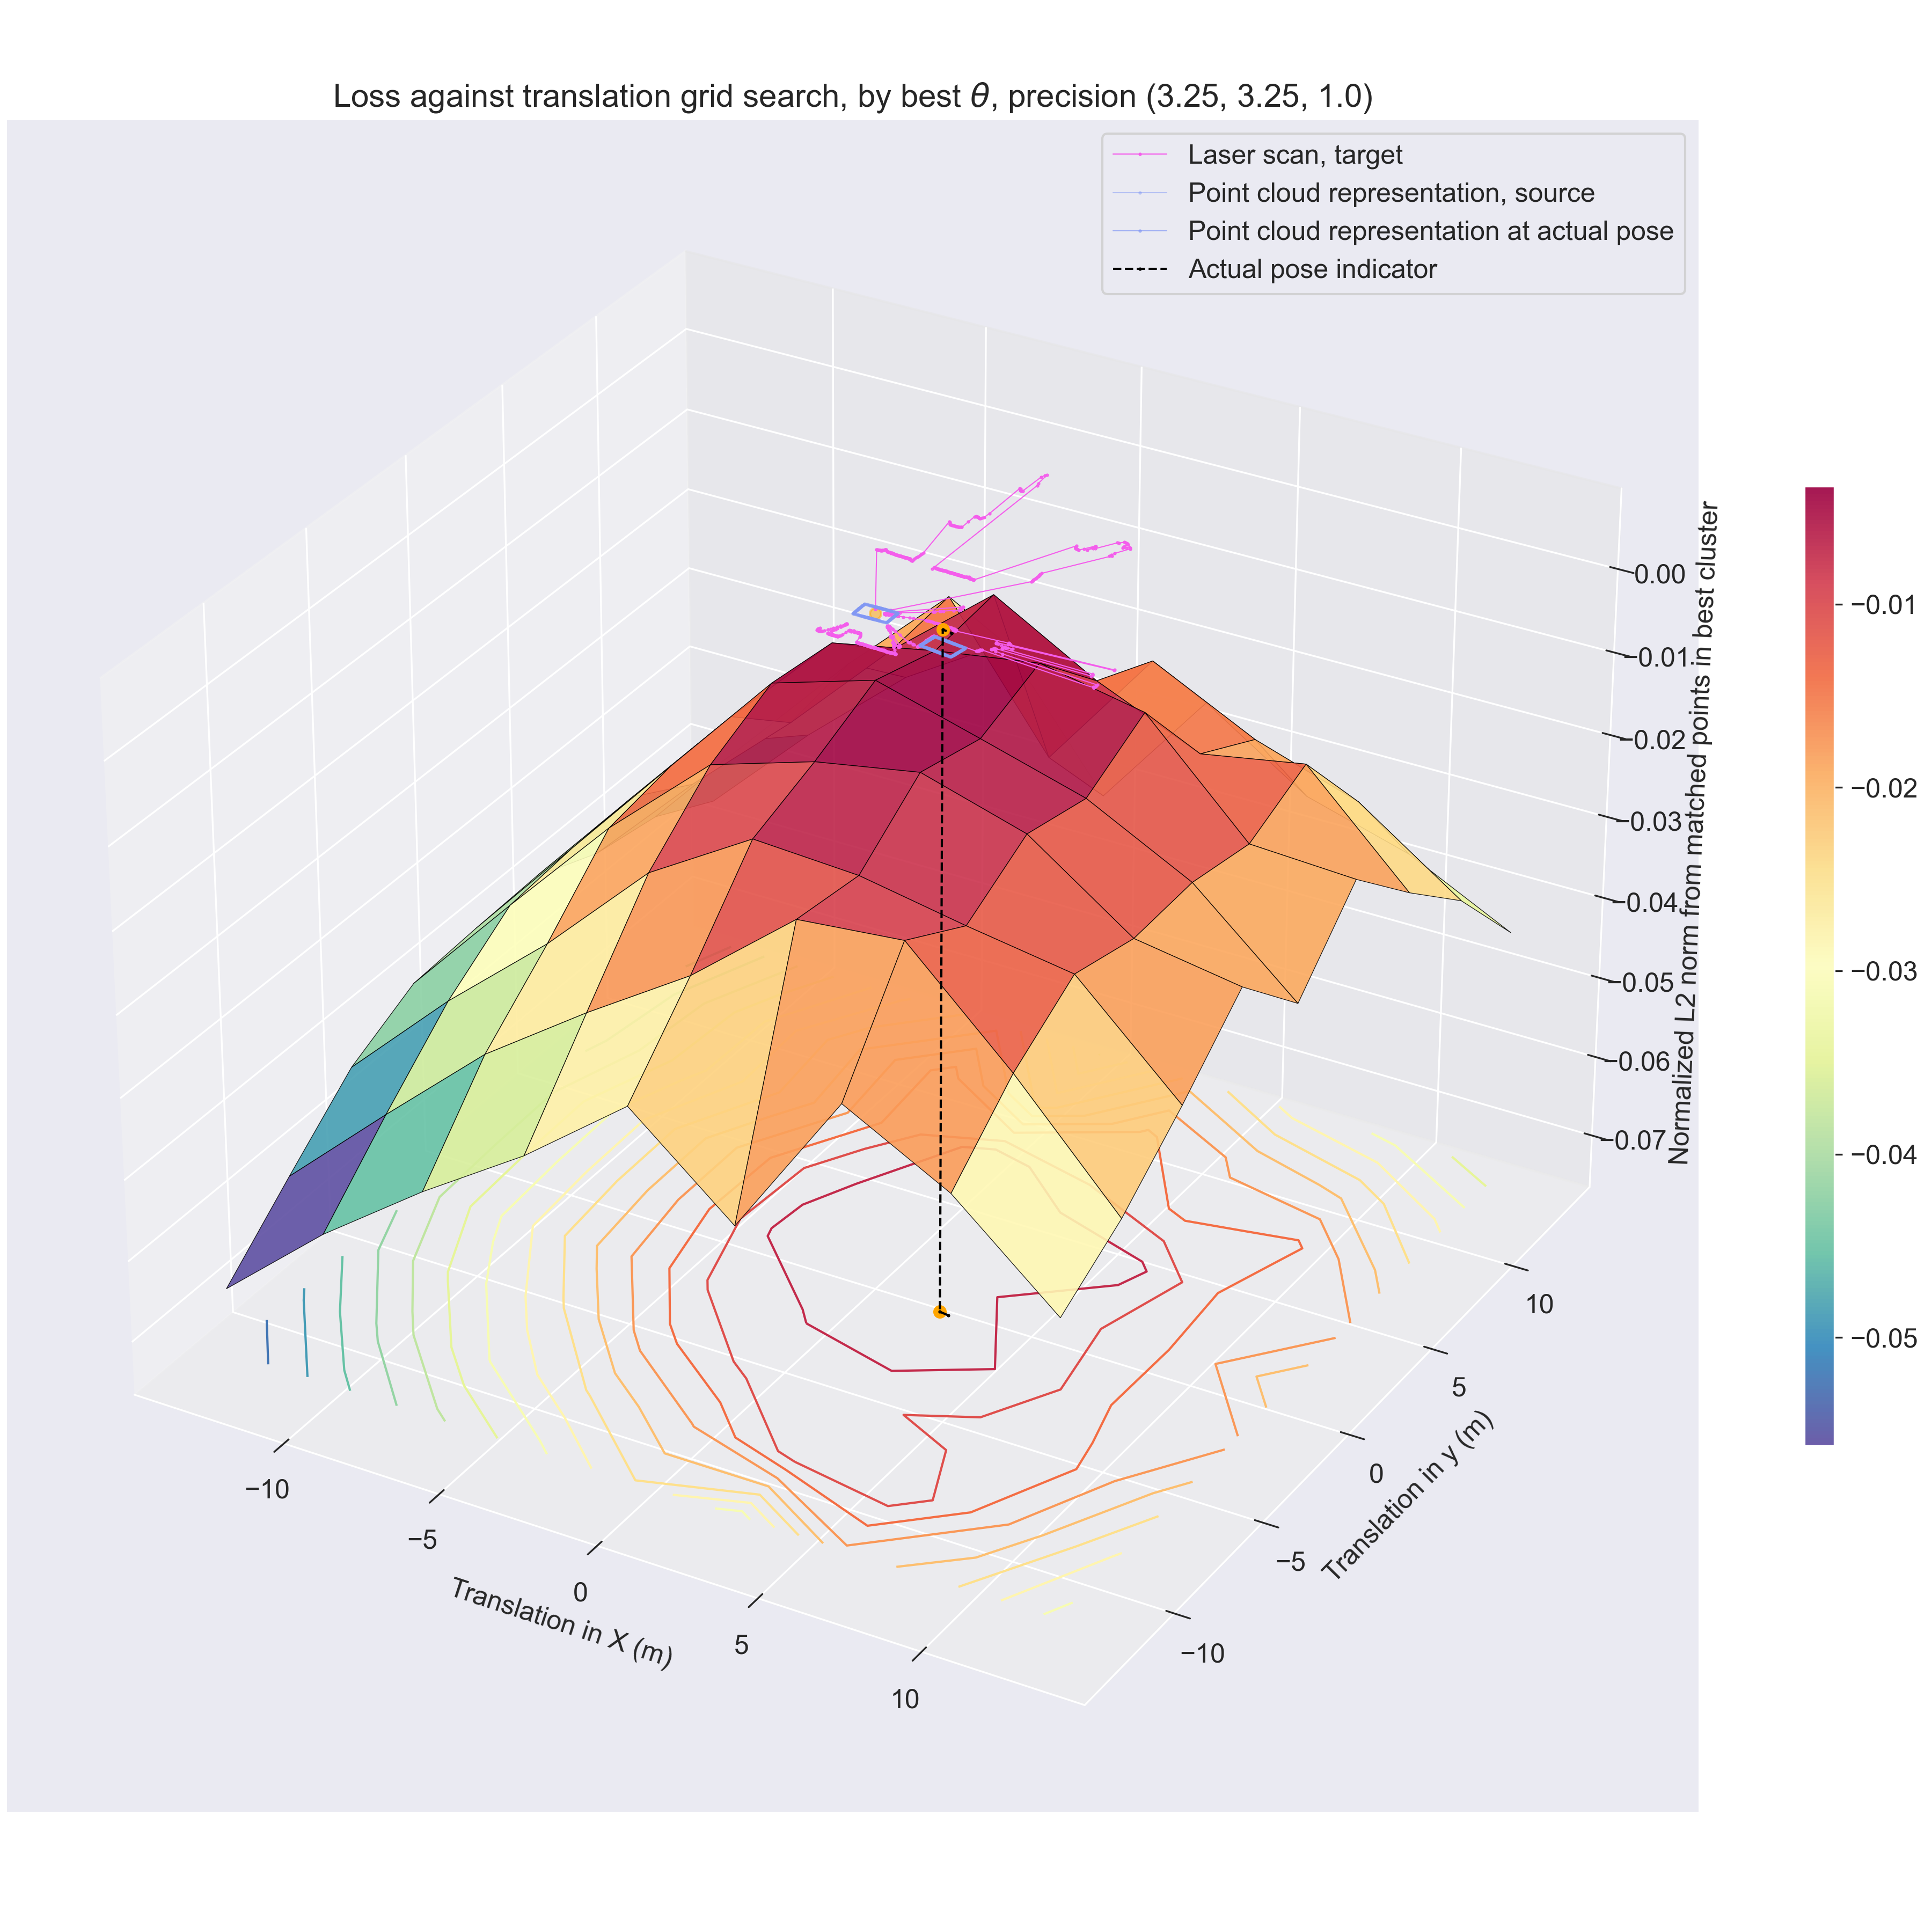 Loss against translation grid search, by best θ, precision (3.25, 3.25, 1.0)
Laser scan, target
Point cloud representation, source
Point cloud representation at actual pose
Actual pose indicator
0.00
−0.01
−0.02
−0.03
−0.04
−0.05
−0.06
−0.07
Normalized L2 norm from matched points in best cluster
−0.01
−0.02
−0.03
−0.04
−0.05
−10
−5
0
5
10
Translation in X (m)
10
5
0
−5
−10
Translation in y (m)